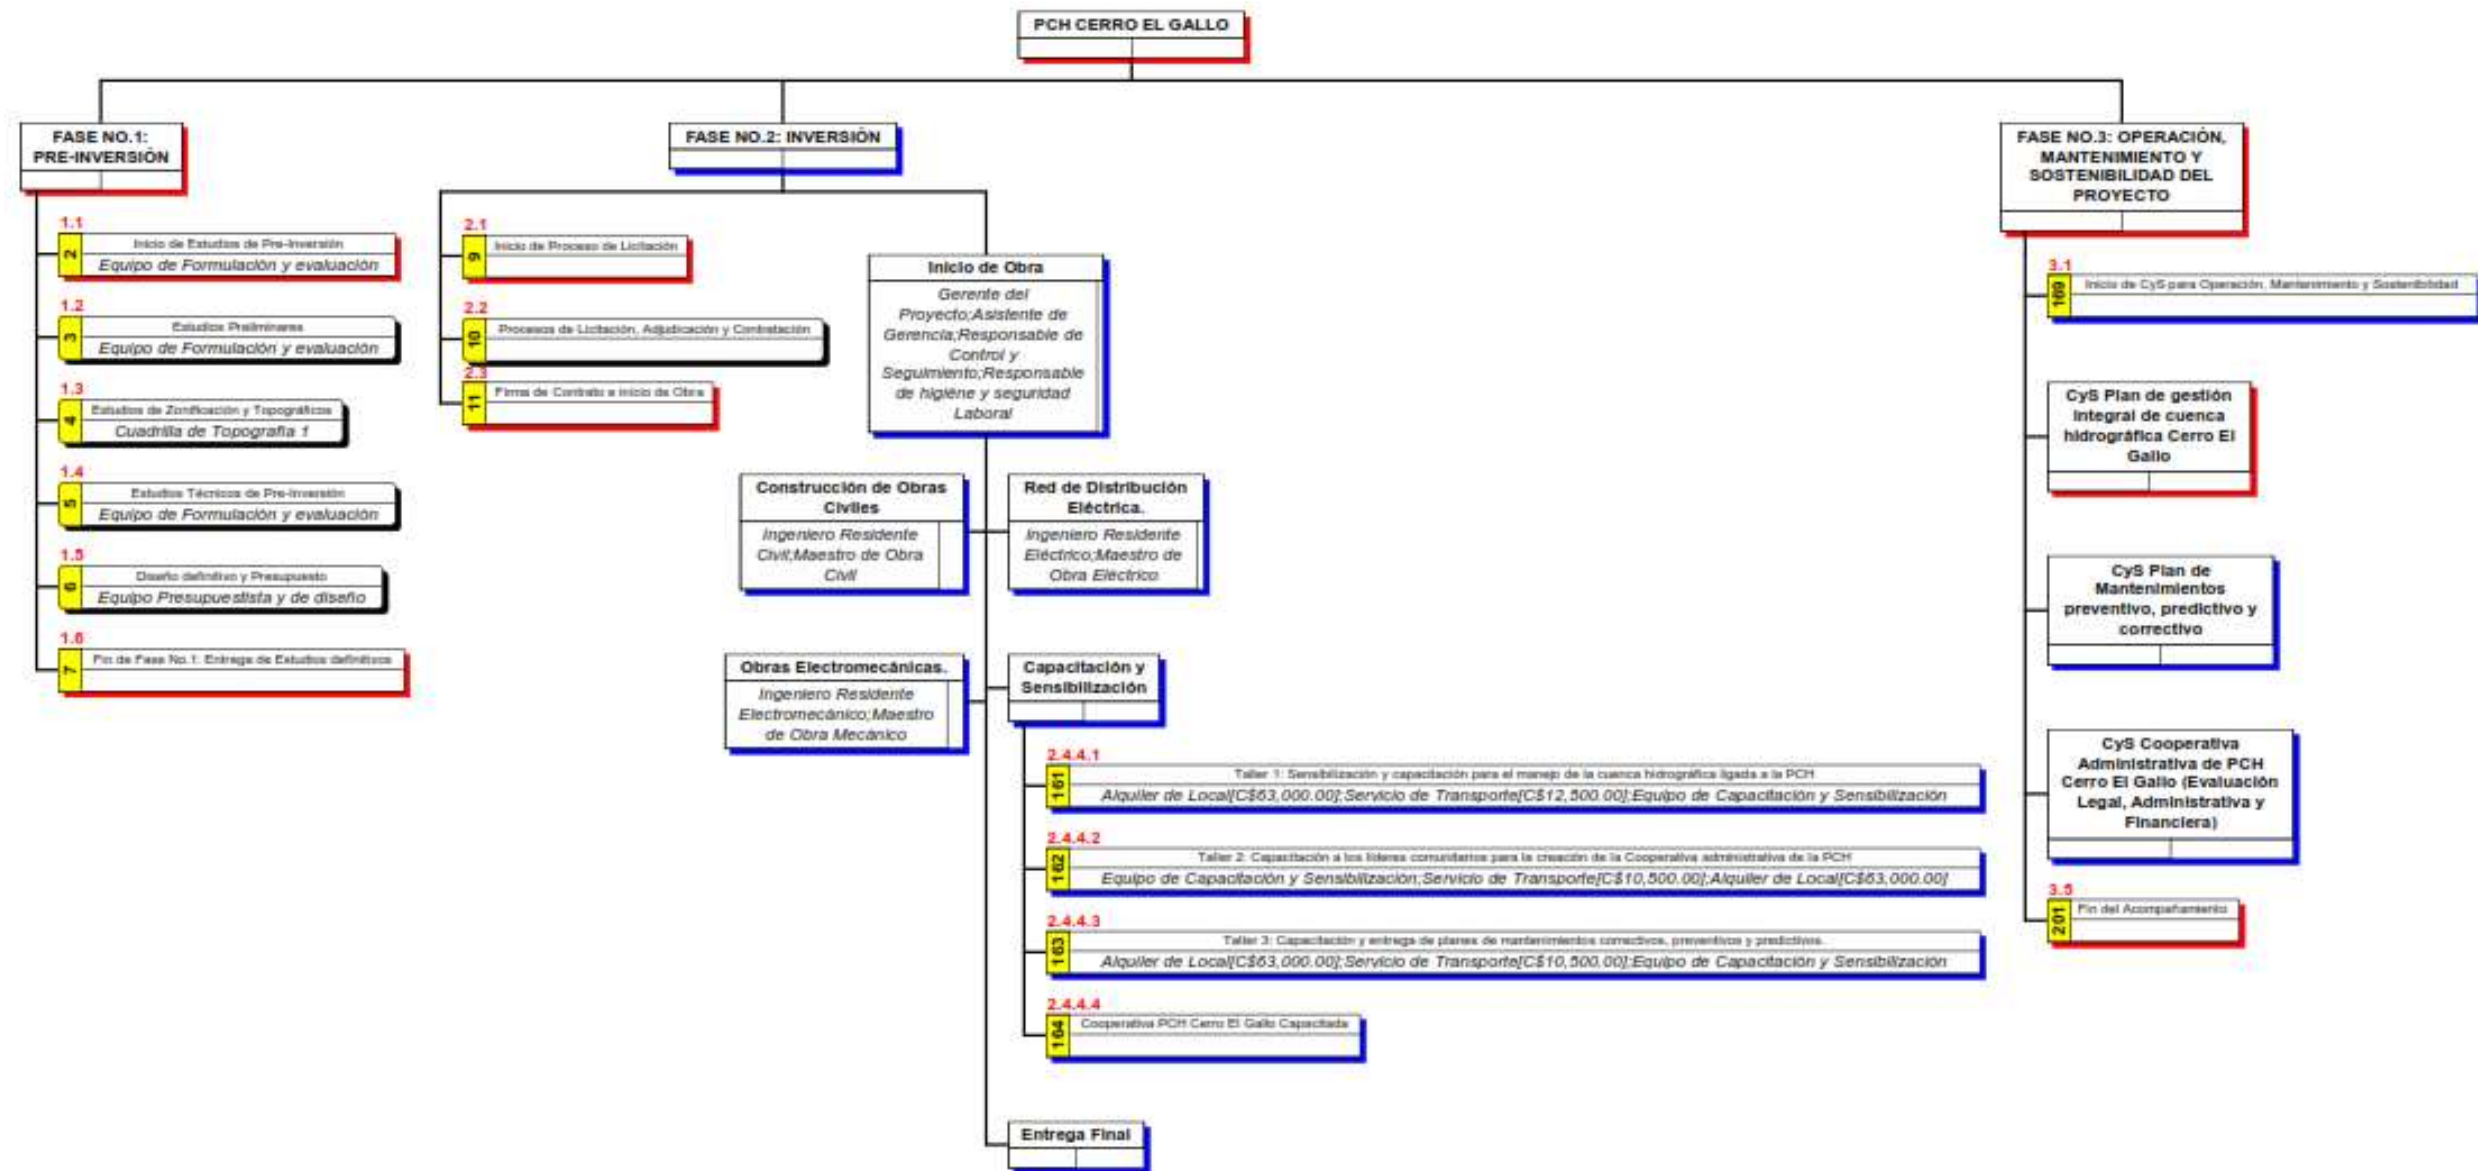 PCH CERRO EL GALLO
FASE NO.1:
PRE-INVERSIÓN
1.1
2
Inicio de Estudios de Pre-Inversión
Equipo de Formulación y evaluación
1.2
3
Estudios Preliminares
Equipo de Formulación y evaluación
1.3
4
Estudios de Zonificación y Topográficos
Cuadrilla de Topografía 1
1.4
5
Estudios Técnicos de Pre-Inversión
Equipo de Formulación y evaluación
1.5
6
Diseño definitivo y Presupuesto
Equipo Presupuestista y de diseño
1.6
7
Fin de Fase No.1: Entrega de Estudios definitivos
FASE NO.2: INVERSIÓN
2.1
9
Inicio de Proceso de Licitación
2.2
10
Procesos de Licitación, Adjudicación y Contratación
2.3
11
Firma de Contrato e inicio de Obra
Inicio de Obra
Gerente del
Proyecto;Asistente de
Gerencia;Responsable de
Control y
Seguimiento;Responsable
de higiéne y seguridad
Laboral
Construcción de Obras
Civiles
Ingeniero Residente
Civil;Maestro de Obra
Civil
Red de Distribución
Eléctrica.
Ingeniero Residente
Eléctrico;Maestro de
Obra Eléctrico
Obras Electromecánicas.
Ingeniero Residente
Electromecánico;Maestro
de Obra Mecánico
Capacitación y
Sensibilización
2.4.4.1
161
Taller 1: Sensibilización y capacitación para el manejo de la cuenca hidrográfica ligada a la PCH
Alquiler de Local[C$63,000.00];Servicio de Transporte[C$12,500.00];Equipo de Capacitación y Sensibilización
2.4.4.2
162
Taller 2: Capacitación a los líderes comunitarios para la creación de la Cooperativa administrativa de la PCH
Equipo de Capacitación y Sensibilización;Servicio de Transporte[C$10,500.00];Alquiler de Local[C$63,000.00]
2.4.4.3
163
Taller 3: Capacitación y entrega de planes de mantenimientos correctivos, preventivos y predictivos.
Alquiler de Local[C$63,000.00];Servicio de Transporte[C$10,500.00];Equipo de Capacitación y Sensibilización
2.4.4.4
164
Cooperativa PCH Cerro El Gallo Capacitada
Entrega Final
FASE NO.3: OPERACIÓN,
MANTENIMIENTO Y
SOSTENIBILIDAD DEL
PROYECTO
3.1
169
Inicio de CyS para Operación, Mantenimiento y Sostenibilidad
CyS Plan de gestión
integral de cuenca
hidrográfica Cerro El
Gallo
CyS Plan de
Mantenimientos
preventivo, predictivo y
correctivo
CyS Cooperativa
Administrativa de PCH
Cerro El Gallo (Evaluación
Legal, Administrativa y
Financiera)
3.5
201
Fin del Acompañamiento